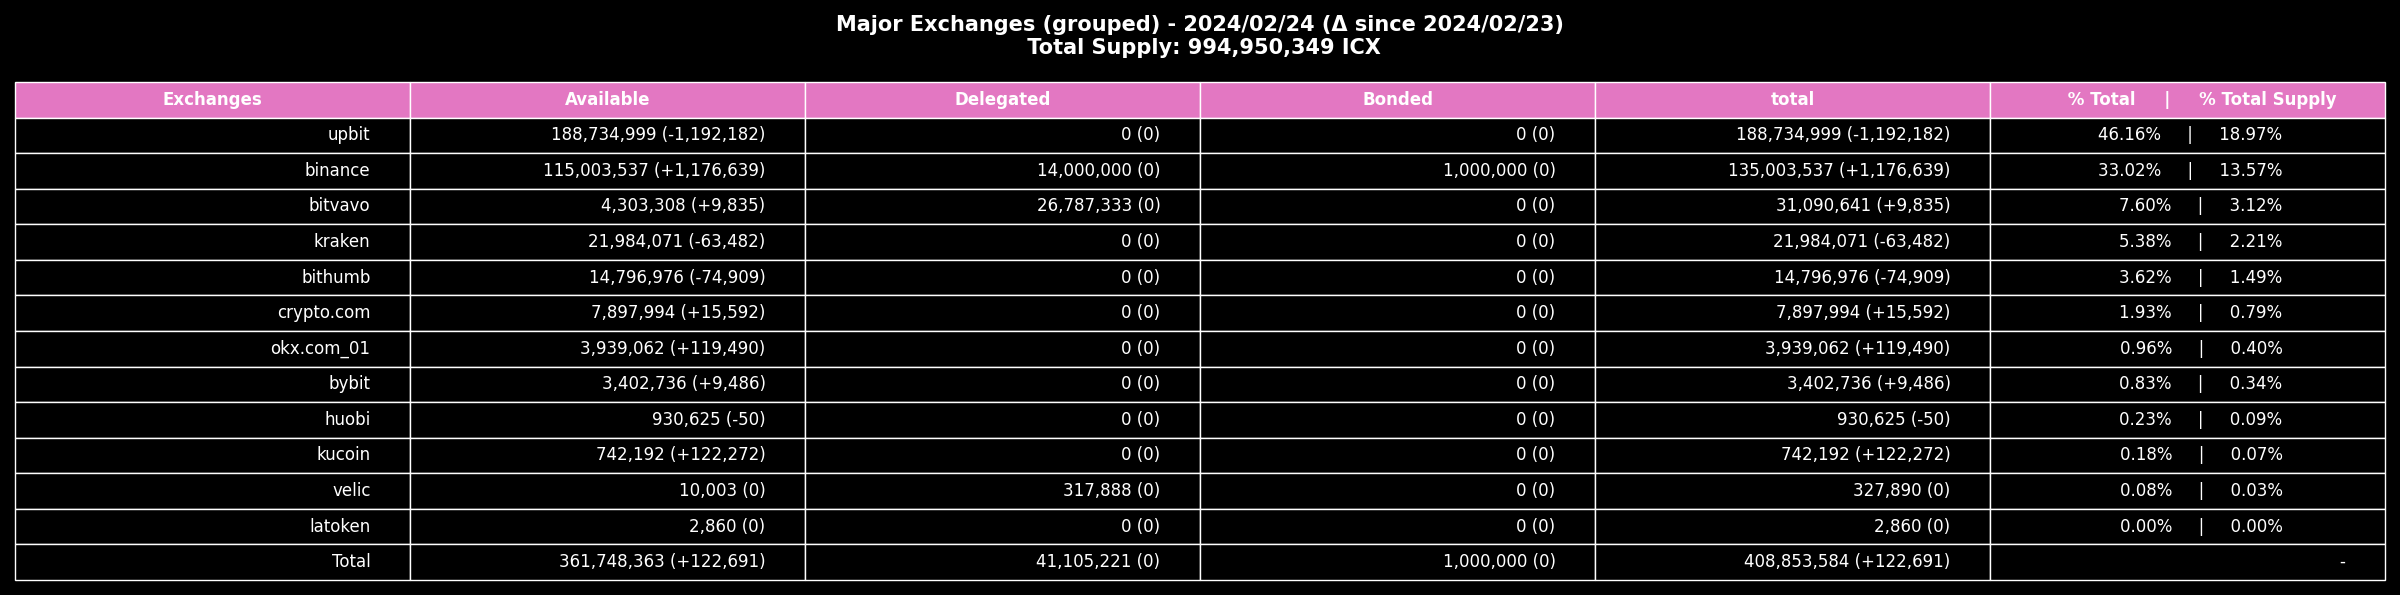 Major Exchanges (grouped) - 2024/02/24 (Δ since 2024/02/23)
Total Supply: 994,950,349 ICX
Exchanges Available Delegated Bonded total % Total | % Total Supply
upbit 188,734,999 (-1,192,182) 0 (0) 0 (0) 188,734,999 (-1,192,182) 46.16% | 18.97%
binance 115,003,537 (+1,176,639) 14,000,000 (0) 1,000,000 (0) 135,003,537 (+1,176,639) 33.02% | 13.57%
bitvavo 4,303,308 (+9,835) 26,787,333 (0) 0 (0) 31,090,641 (+9,835) 7.60% | 3.12%
kraken 21,984,071 (-63,482) 0 (0) 0 (0) 21,984,071 (-63,482) 5.38% | 2.21%
bithumb 14,796,976 (-74,909) 0 (0) 0 (0) 14,796,976 (-74,909) 3.62% | 1.49%
crypto.com 7,897,994 (+15,592) 0 (0) 0 (0) 7,897,994 (+15,592) 1.93% | 0.79%
okx.com_01 3,939,062 (+119,490) 0 (0) 0 (0) 3,939,062 (+119,490) 0.96% | 0.40%
bybit 3,402,736 (+9,486) 0 (0) 0 (0) 3,402,736 (+9,486) 0.83% | 0.34%
huobi 930,625 (-50) 0 (0) 0 (0) 930,625 (-50) 0.23% | 0.09%
kucoin 742,192 (+122,272) 0 (0) 0 (0) 742,192 (+122,272) 0.18% | 0.07%
velic 10,003 (0) 317,888 (0) 0 (0) 327,890 (0) 0.08% | 0.03%
latoken 2,860 (0) 0 (0) 0 (0) 2,860 (0) 0.00% | 0.00%
Total 361,748,363 (+122,691) 41,105,221 (0) 1,000,000 (0) 408,853,584 (+122,691) -